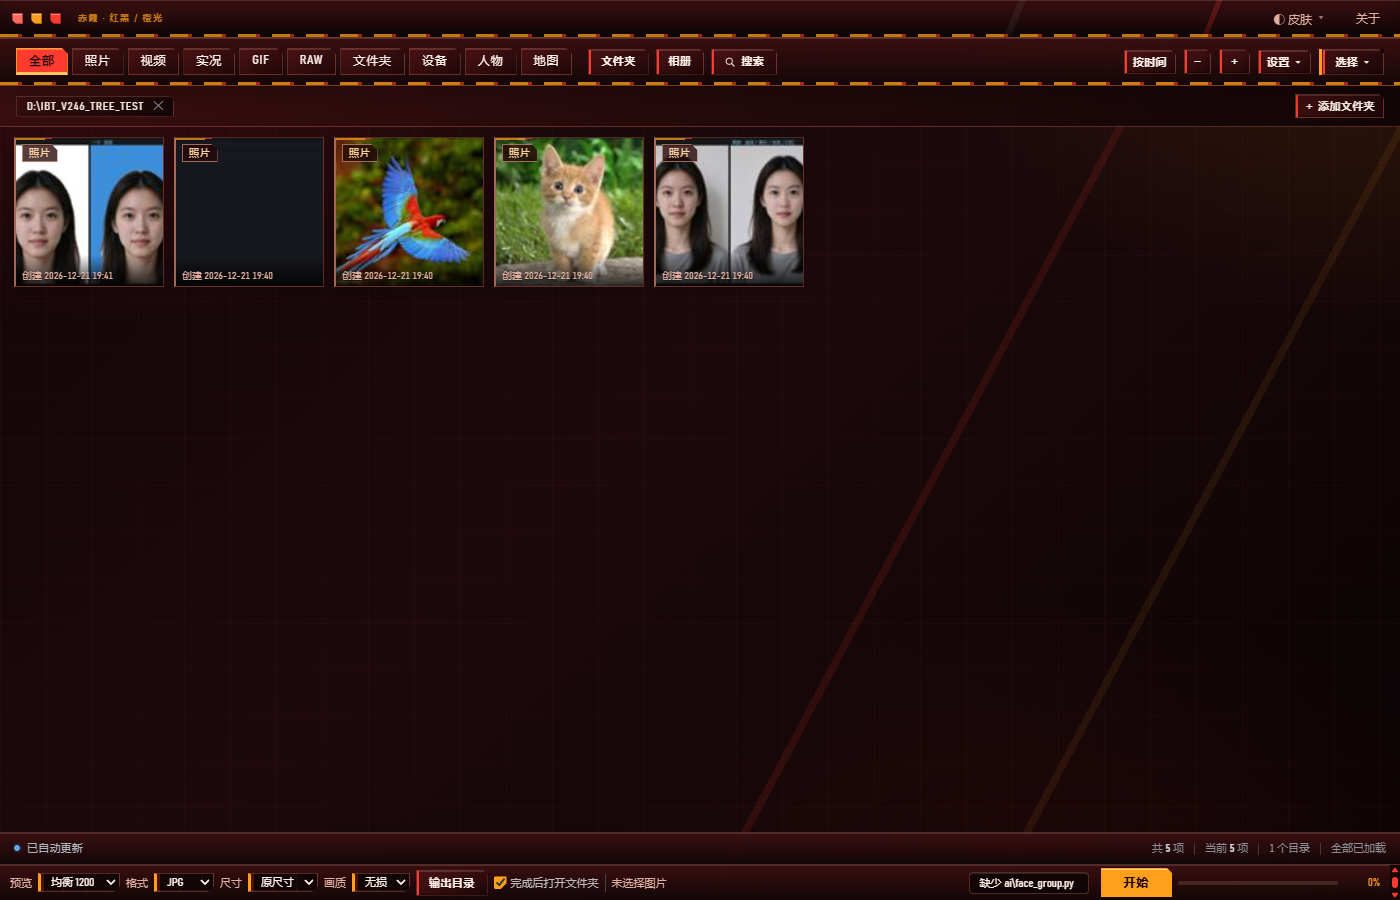 赤霞 · 红黑 / 橙光
皮肤
关于
全部
照片
视频
实况
GIF
RAW
文件夹
设备
人物
地图
文件夹
相册
搜索
按时间
−
+
设置
选择
D:\IBT_V246_TREE_TEST
+ 添加文件夹
照片
照片
照片
照片
照片
创建 2026-12-21 19:41
创建 2026-12-21 19:40
创建 2026-12-21 19:40
创建 2026-12-21 19:40
创建 2026-12-21 19:40
已自动更新
共 5 项
当前 5 项
1 个目录
全部已加载
预览
均衡 1200
格式
JPG
尺寸
原尺寸
画质
无损
输出目录
完成后打开文件夹
未选择图片
缺少 ai\face_group.py
开始
0%